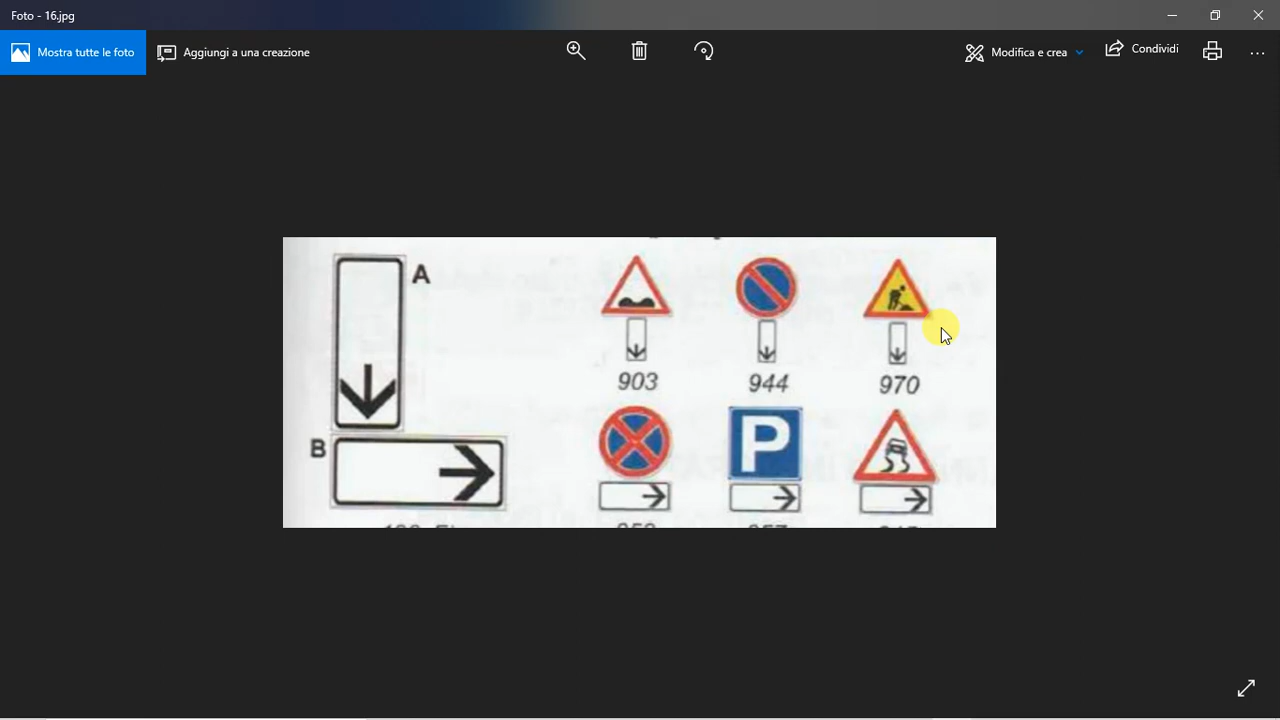 Foto - 16.jpg
Mostra tutte le foto
Aggiungi a una creazione
Modifica e crea
Condividi
A
903
944
970
B
P